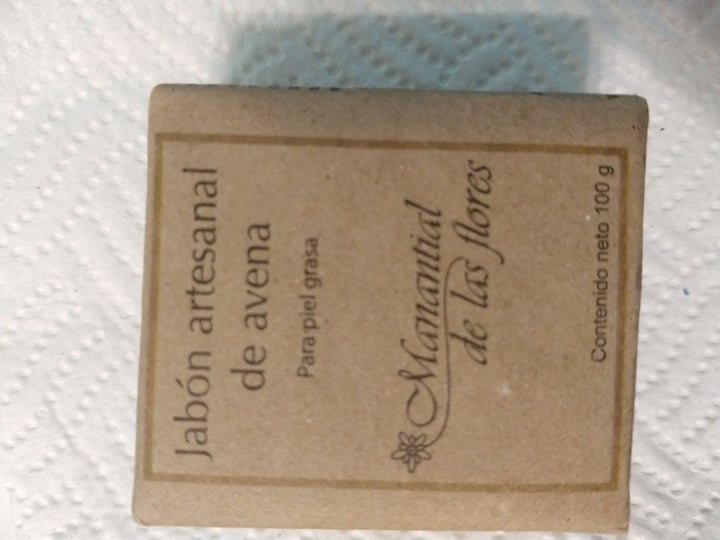 Jabón artesanal
de avena
Para piel grasa
Manantial
de las flores
Contenido neto 100 g